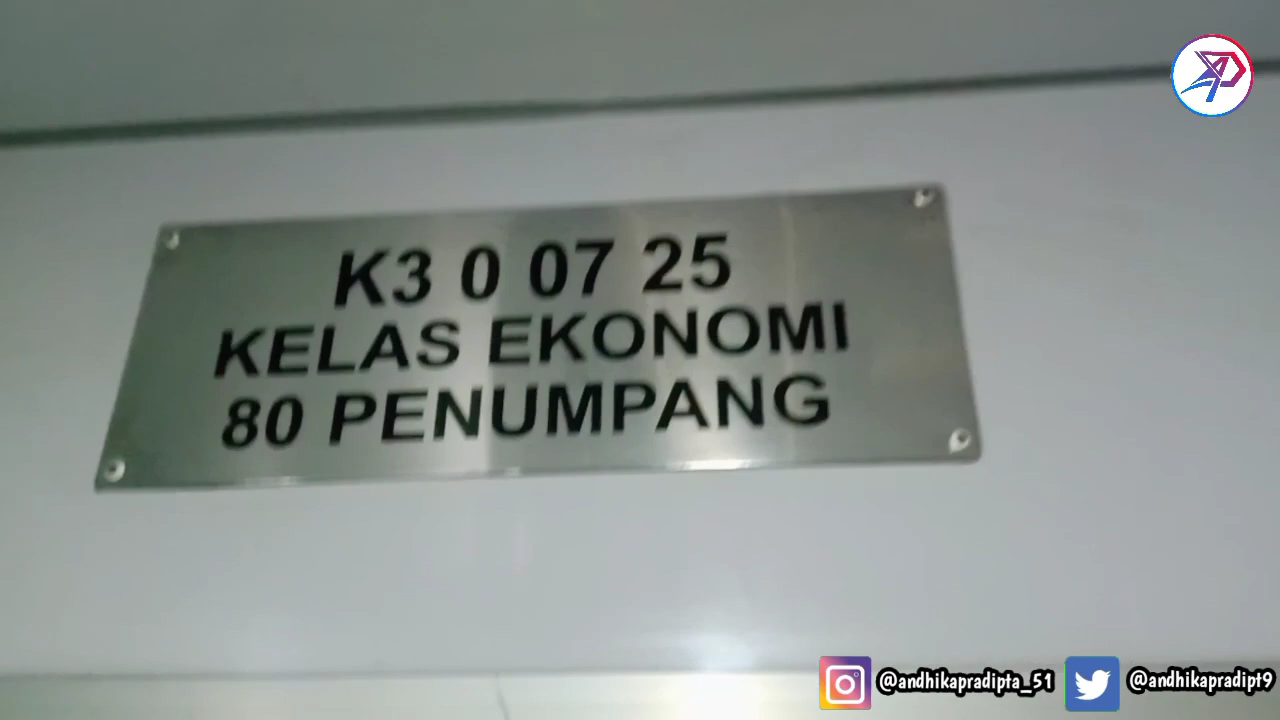 K3 0 07 25
KELAS EKONOMI
80 PENUMPANG
@andhikapradipta_51
@andhikapradipt9